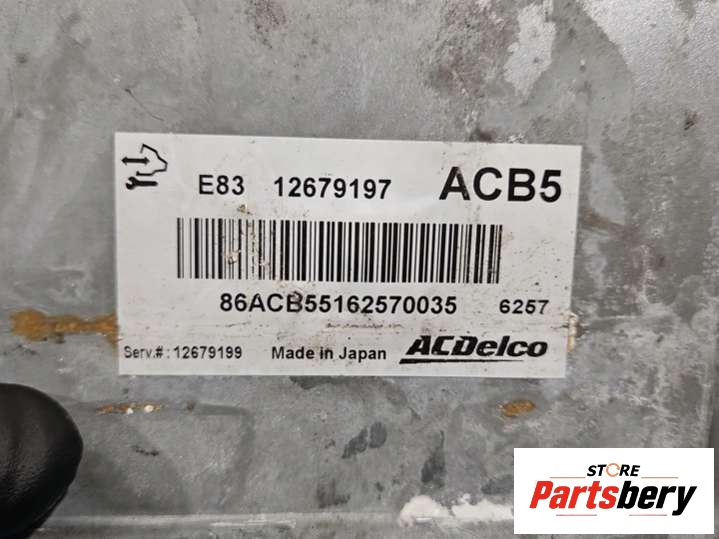 E83 12679197 ACB5
86ACB55162570035 6257
Serv.#: 12679199 Made in Japan ACDelco
STORE
Partsbery